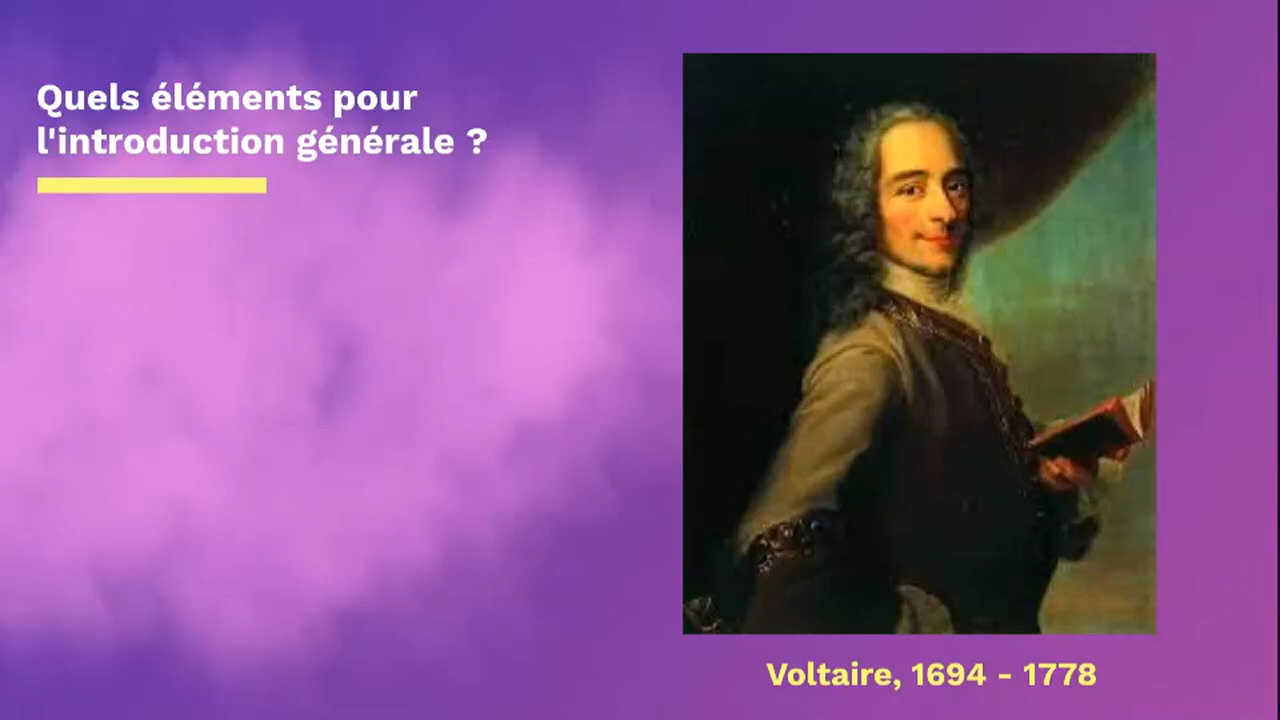 Quels éléments pour
l'introduction générale ?
Voltaire, 1694 - 1778